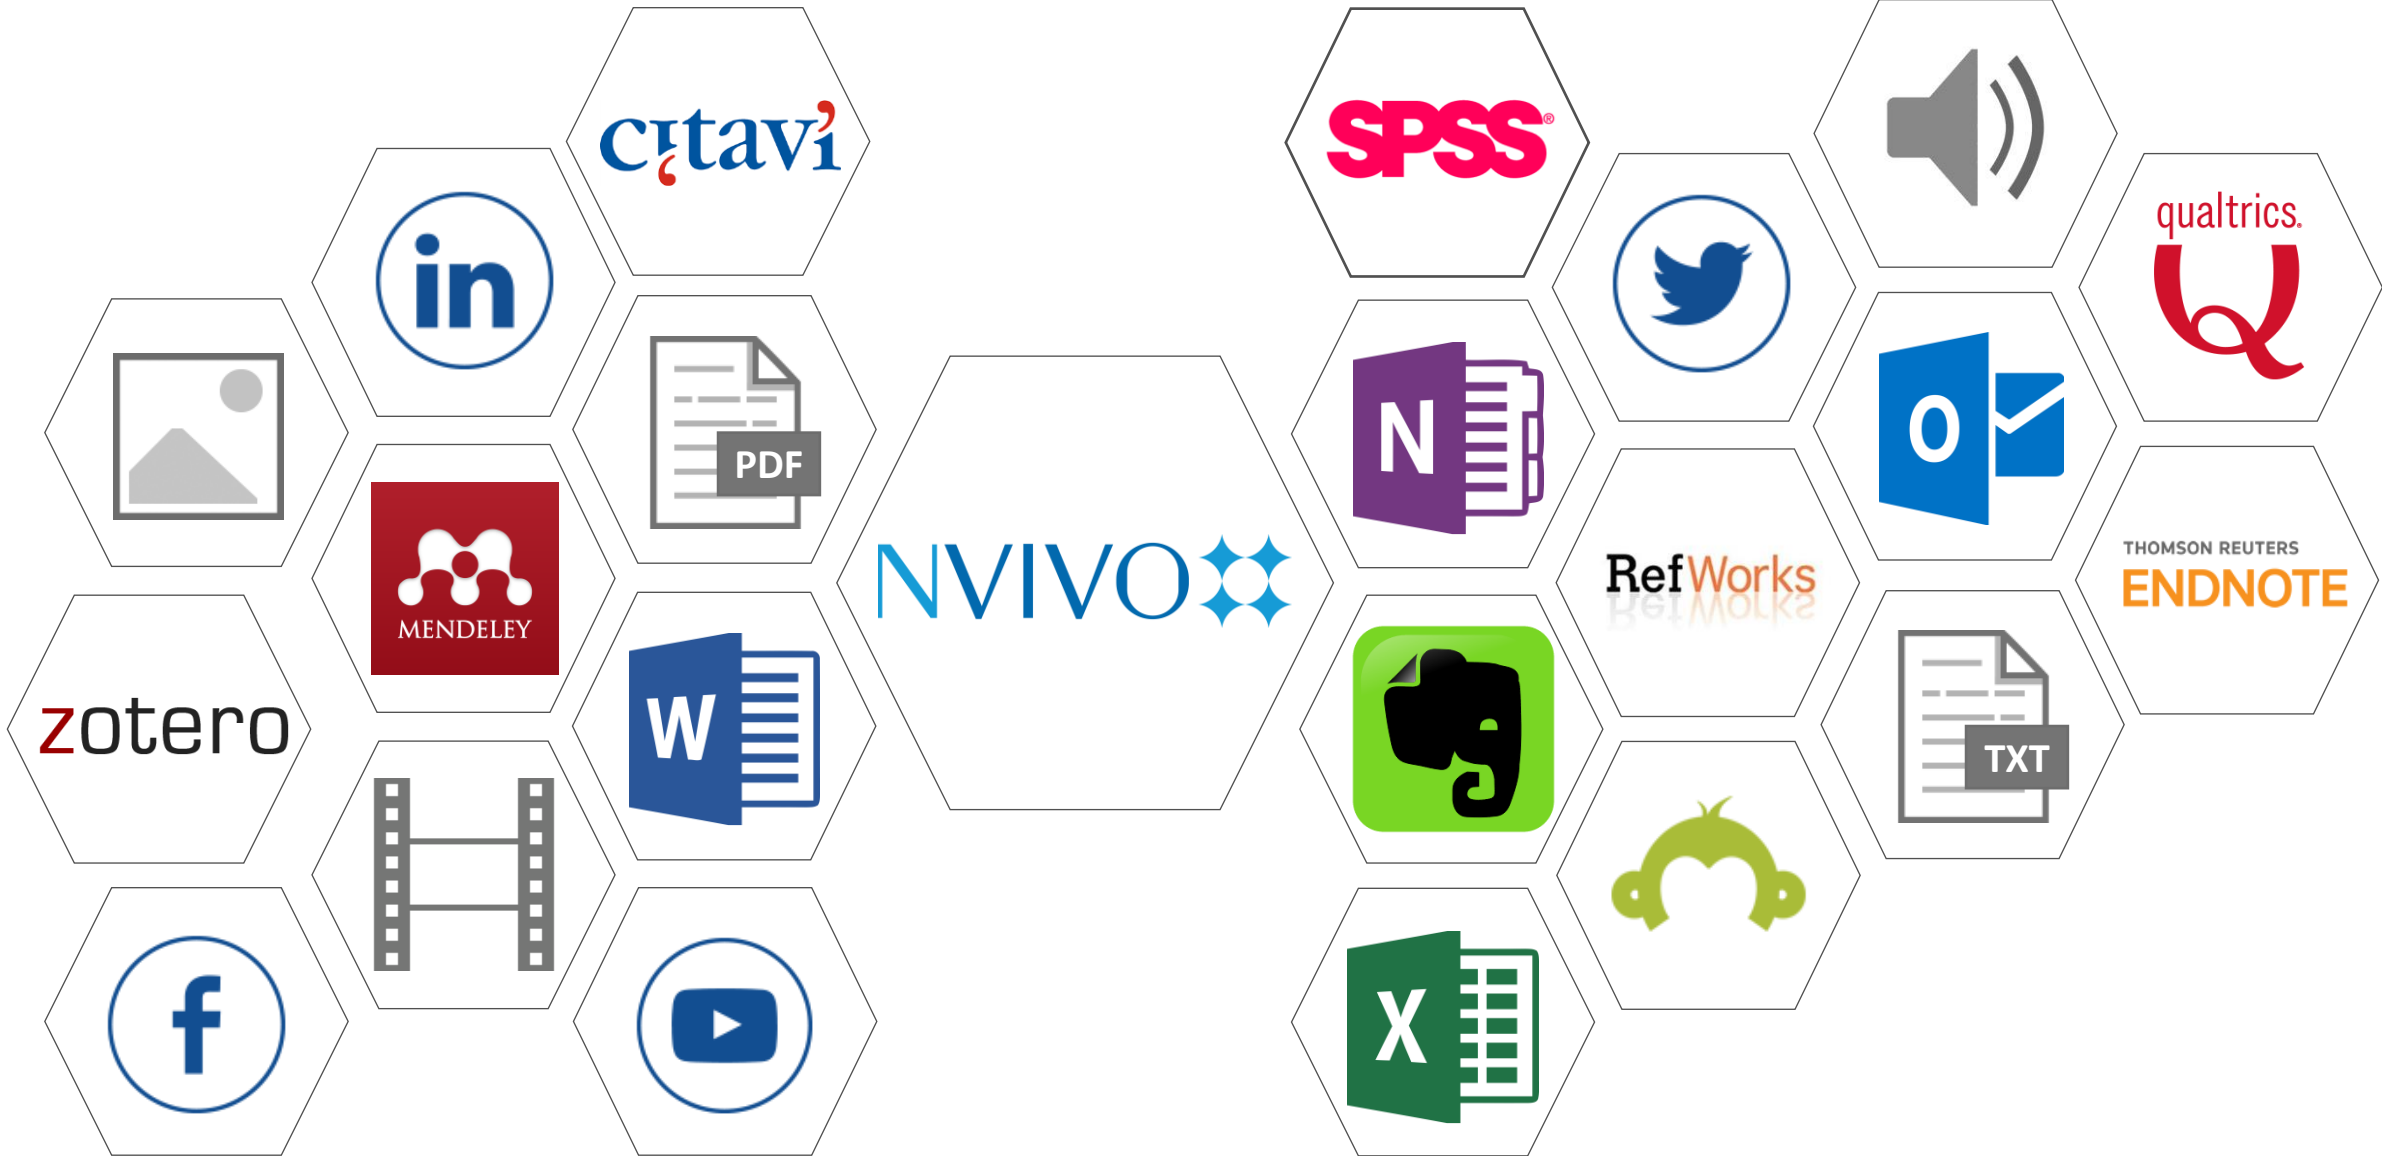 citavi
SPSS®
qualtrics.
in
PDF
N
O
MENDELEY
NVIVO
RefWorks
THOMSON REUTERS
ENDNOTE
zotero
W
TXT
f
X